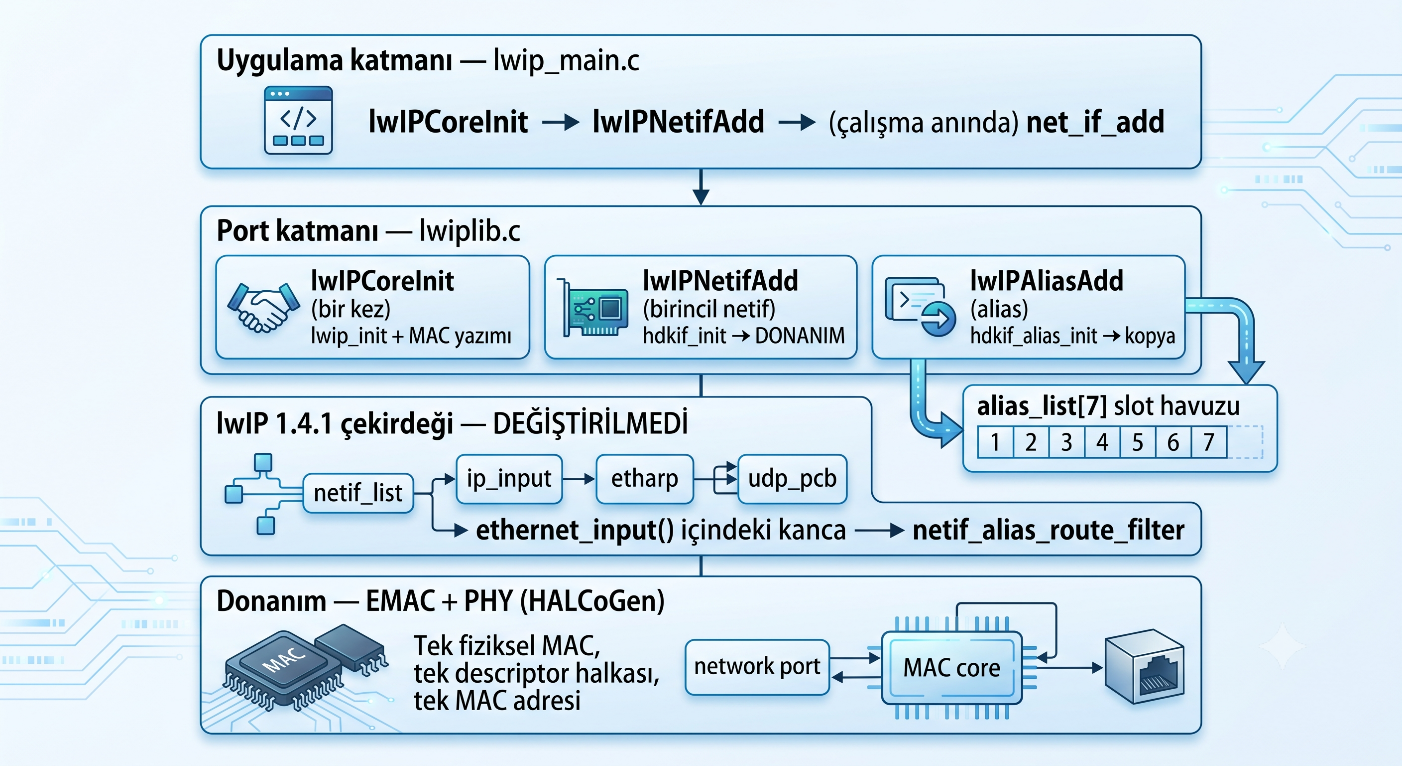 Uygulama katmanı — lwip_main.c
</>
lwIPCoreInit → lwIPNetifAdd → (çalışma anında) net_if_add
Port katmanı — lwiplib.c
lwIPCoreInit
(bir kez)
lwip_init + MAC yazımı
lwIPNetifAdd
(birincil netif)
hdkif_init → DONANIM
lwIPAliasAdd
(alias)
hdkif_alias_init → kopya
alias_list[7] slot havuzu
1 2 3 4 5 6 7
lwIP 1.4.1 çekirdeği — DEĞİŞTİRİLMEDİ
netif_list
ip_input
etharp
udp_pcb
ethernet_input() içindeki kanca → netif_alias_route_filter
Donanım — EMAC + PHY (HALCoGen)
MAC
Tek fiziksel MAC,
tek descriptor halkası,
tek MAC adresi
network port
MAC core